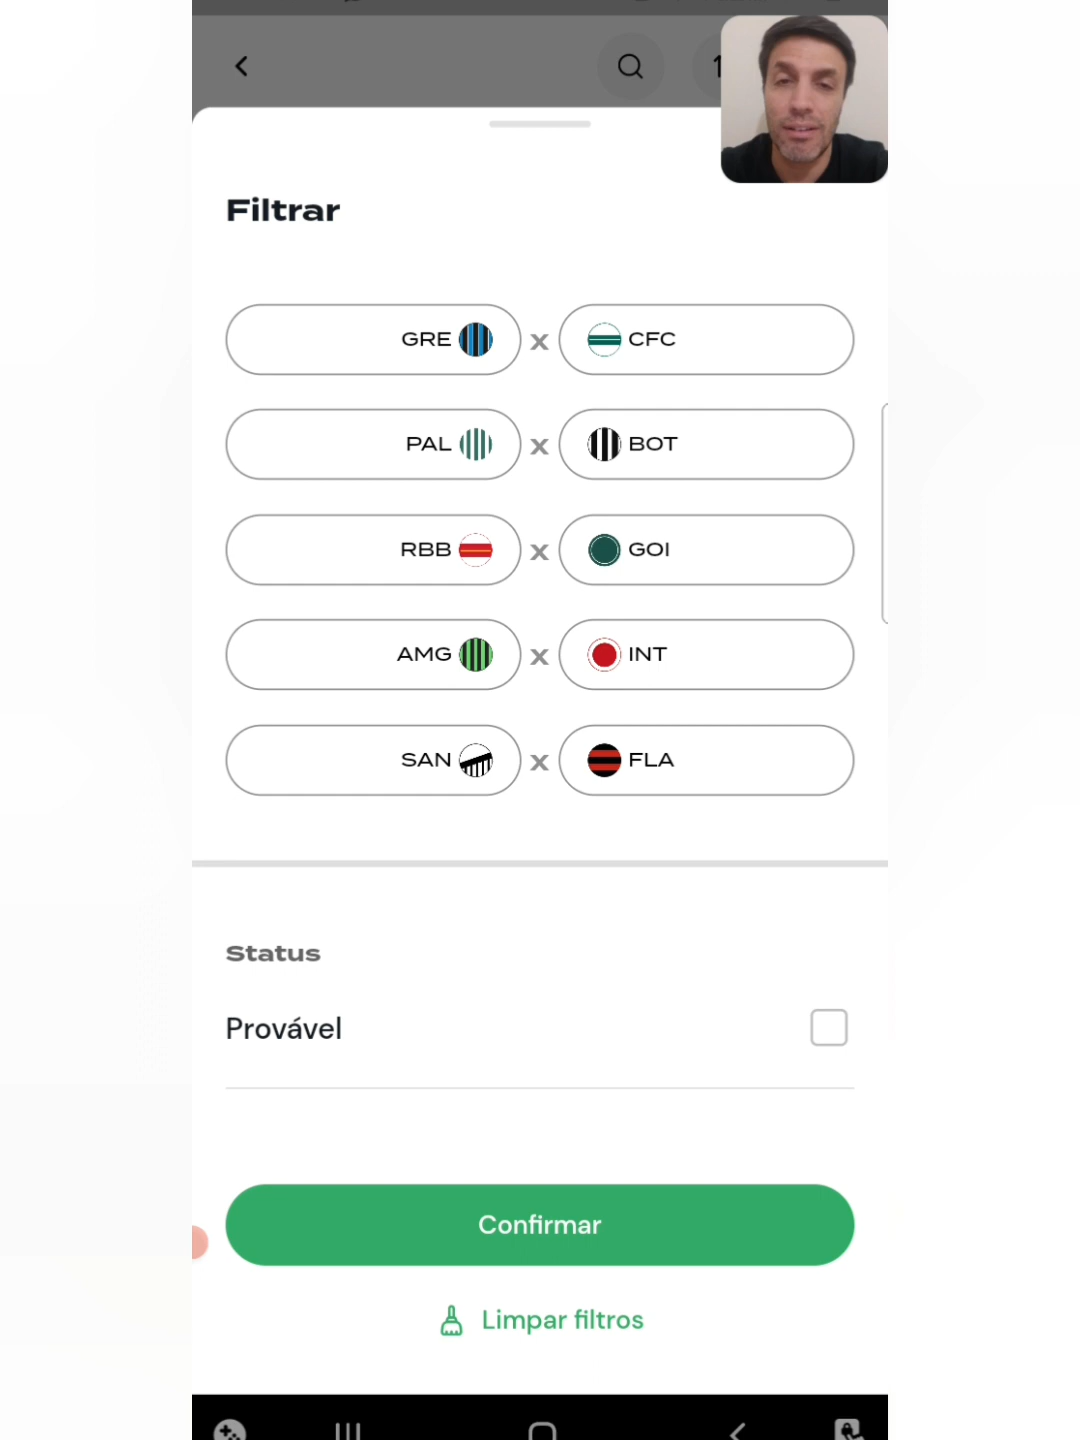 Filtrar
GRE x CFC
PAL x BOT
RBB x GOI
AMG x INT
SAN x FLA
Status
Provável
Confirmar
Limpar filtros